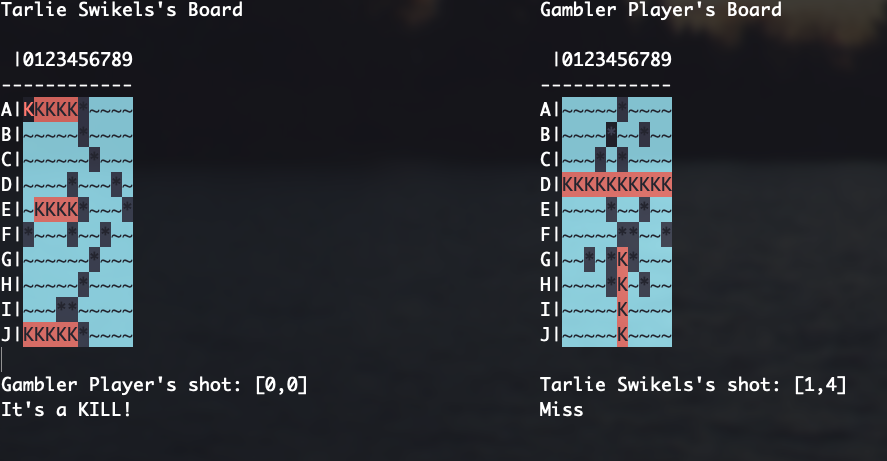 Tarlie Swikels's Board
 |0123456789
------------
A|KKKKK*~~~~
B|~~~~~*~~~~
C|~~~~~~*~~~
D|~~~~*~~~*~
E|~KKKK*~~~*
F|*~~~*~~*~~
G|~~~~~~*~~~
H|~~~~~*~~~~
I|~~~**~~~~~
J|KKKKK*~~~~
Gambler Player's shot: [0,0]
It's a KILL!
Gambler Player's Board
 |0123456789
------------
A|~~~~~*~~~~
B|~~~~*~~*~~
C|~~~*~*~~~~
D|KKKKKKKKKK
E|~~~~*~~*~~
F|~~~~~**~~*
G|~~*~*K*~~~
H|~~~~*K~*~~
I|~~~~~K~~~~
J|~~~~~K~~~~
Tarlie Swikels's shot: [1,4]
Miss